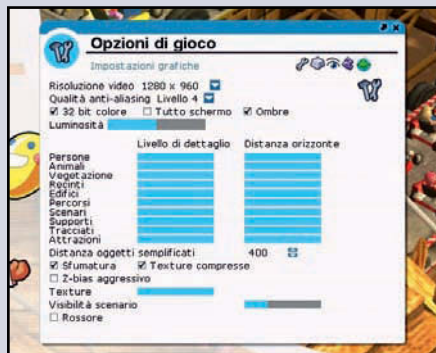 Opzioni di gioco
Impostazioni grafiche
Risoluzione video 1280 x 960
Qualità anti-aliasing Livello 4
32 bit colore Tutto schermo Ombre
Luminosità
Livello di dettaglio Distanza orizzonte
Persone
Animali
Vegetazione
Recinti
Edifici
Percorsi
Scenari
Supporti
Tracciati
Attrazioni
Distanza oggetti semplificati 400
Sfumatura Texture compresse
Z-bias aggressivo
Texture
Visibilità scenario
Rossore